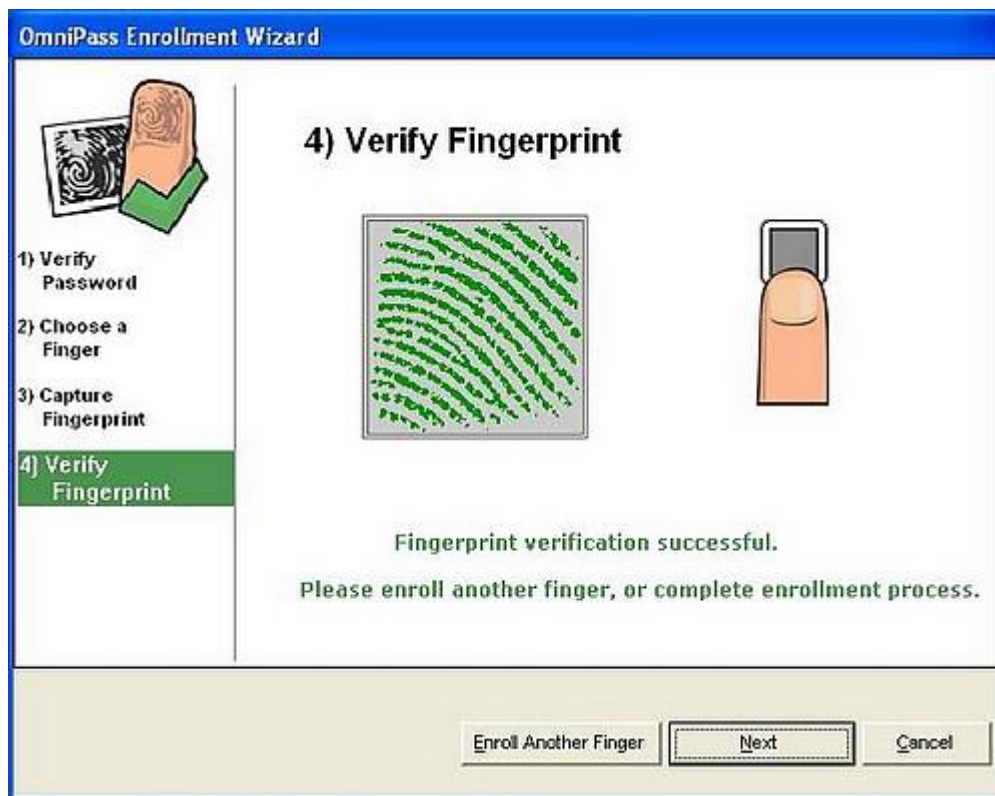 OmniPass Enrollment Wizard
4) Verify Fingerprint
1) Verify
Password
2) Choose a
Finger
3) Capture
Fingerprint
4) Verify
Fingerprint
Fingerprint verification successful.
Please enroll another finger, or complete enrollment process.
Enroll Another Finger
Next
Cancel